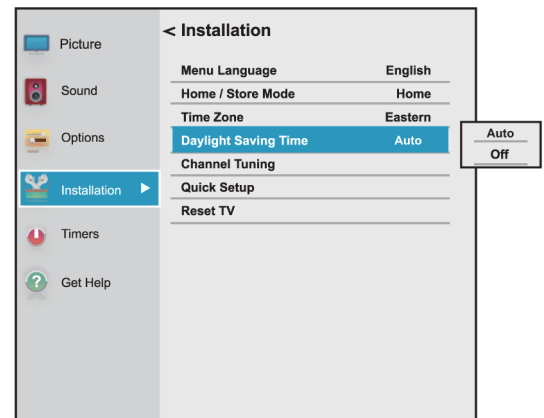 Picture
Sound
Options
Installation
Timers
Get Help
< Installation
Menu Language English
Home / Store Mode Home
Time Zone Eastern
Daylight Saving Time Auto
Channel Tuning
Quick Setup
Reset TV
Auto
Off